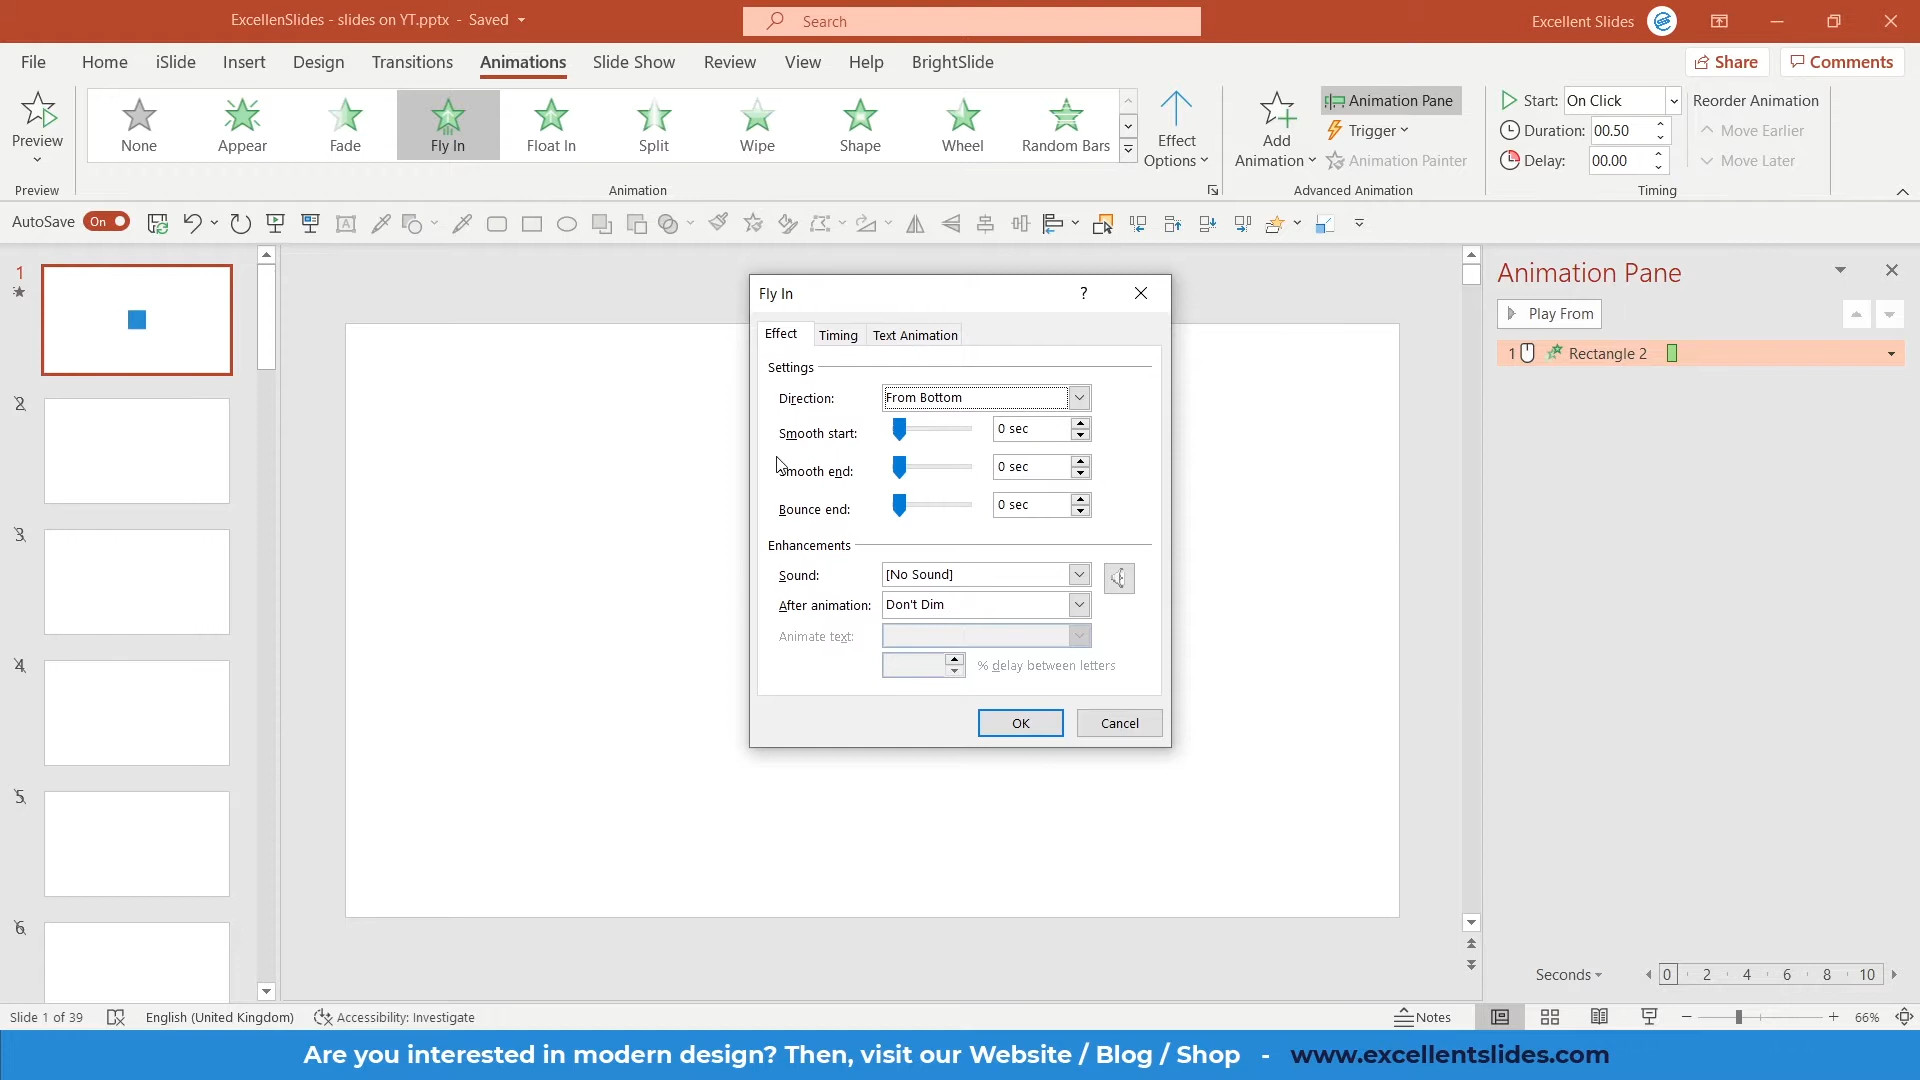 ExcellenSlides - slides on YT.pptx - Saved
Search
Excellent Slides
File Home iSlide Insert Design Transitions Animations Slide Show Review View Help BrightSlide
Share Comments
Preview
None Appear Fade Fly In Float In Split Wipe Shape Wheel Random Bars
Effect Options
Add Animation
Animation Pane
Trigger
Animation Painter
Start: On Click
Duration: 00.50
Delay: 00.00
Reorder Animation
Move Earlier
Move Later
Preview Animation Advanced Animation Timing
AutoSave On
1
2
3
4
5
6
Fly In ?
Effect Timing Text Animation
Settings
Direction: From Bottom
Smooth start: 0 sec
Smooth end: 0 sec
Bounce end: 0 sec
Enhancements
Sound: [No Sound]
After animation: Don't Dim
Animate text:
% delay between letters
OK Cancel
Animation Pane
Play From
1 Rectangle 2
Seconds 0 2 4 6 8 10
Slide 1 of 39 English (United Kingdom) Accessibility: Investigate Notes 66%
Are you interested in modern design? Then, visit our Website / Blog / Shop - www.excellentslides.com